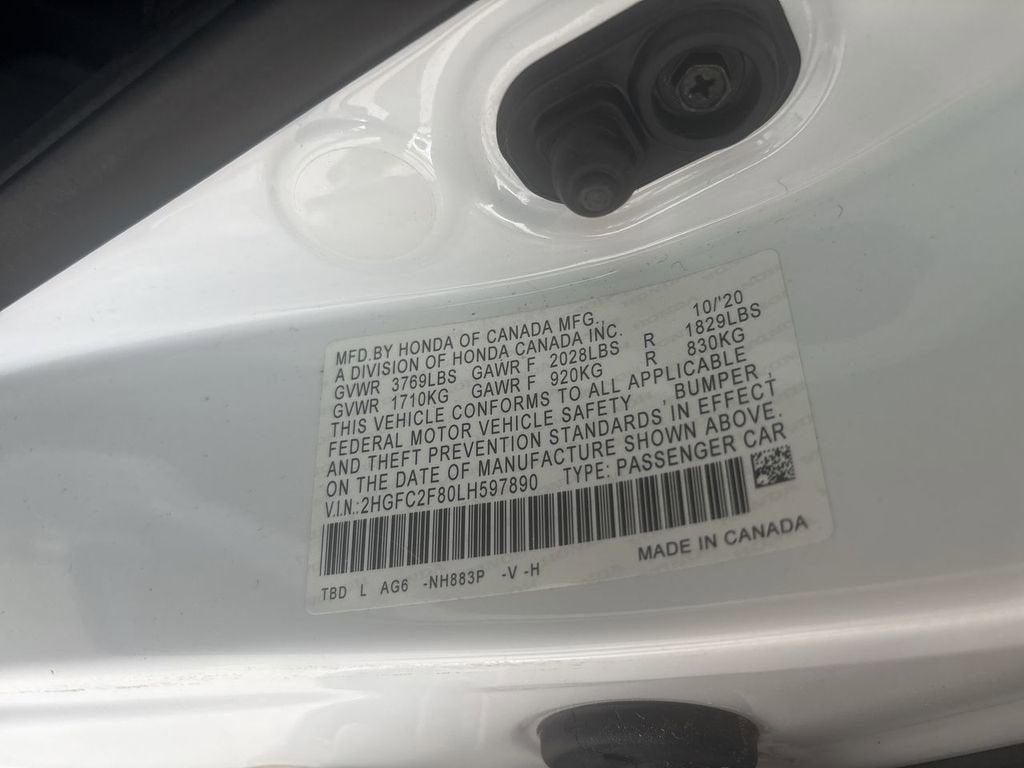 MFD.BY HONDA OF CANADA MFG. 10/'20
A DIVISION OF HONDA CANADA INC.
GVWR 3769LBS GAWR F 2028LBS R 1829LBS
GVWR 1710KG GAWR F 920KG R 830KG
THIS VEHICLE CONFORMS TO ALL APPLICABLE
FEDERAL MOTOR VEHICLE SAFETY , BUMPER ,
AND THEFT PREVENTION STANDARDS IN EFFECT
ON THE DATE OF MANUFACTURE SHOWN ABOVE.
V.I.N.:2HGFC2F80LH597890 TYPE: PASSENGER CAR
MADE IN CANADA
TBD L AG6 -NH883P -V -H